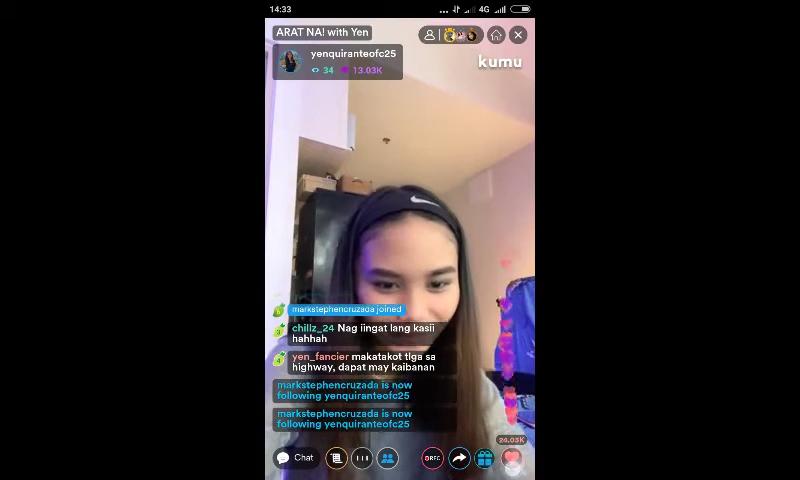 14:33
4G
ARAT NA! with Yen
yenquiranteofc25
34
13.03K
kumu
markstephencruzada joined
chillz_24 Nag iingat lang kasii
hahhah
yen_fancier makatakot tlga sa
highway, dapat may kaibanan
markstephencruzada is now
following yenquiranteofc25
markstephencruzada is now
following yenquiranteofc25
24.03K
Chat
REC